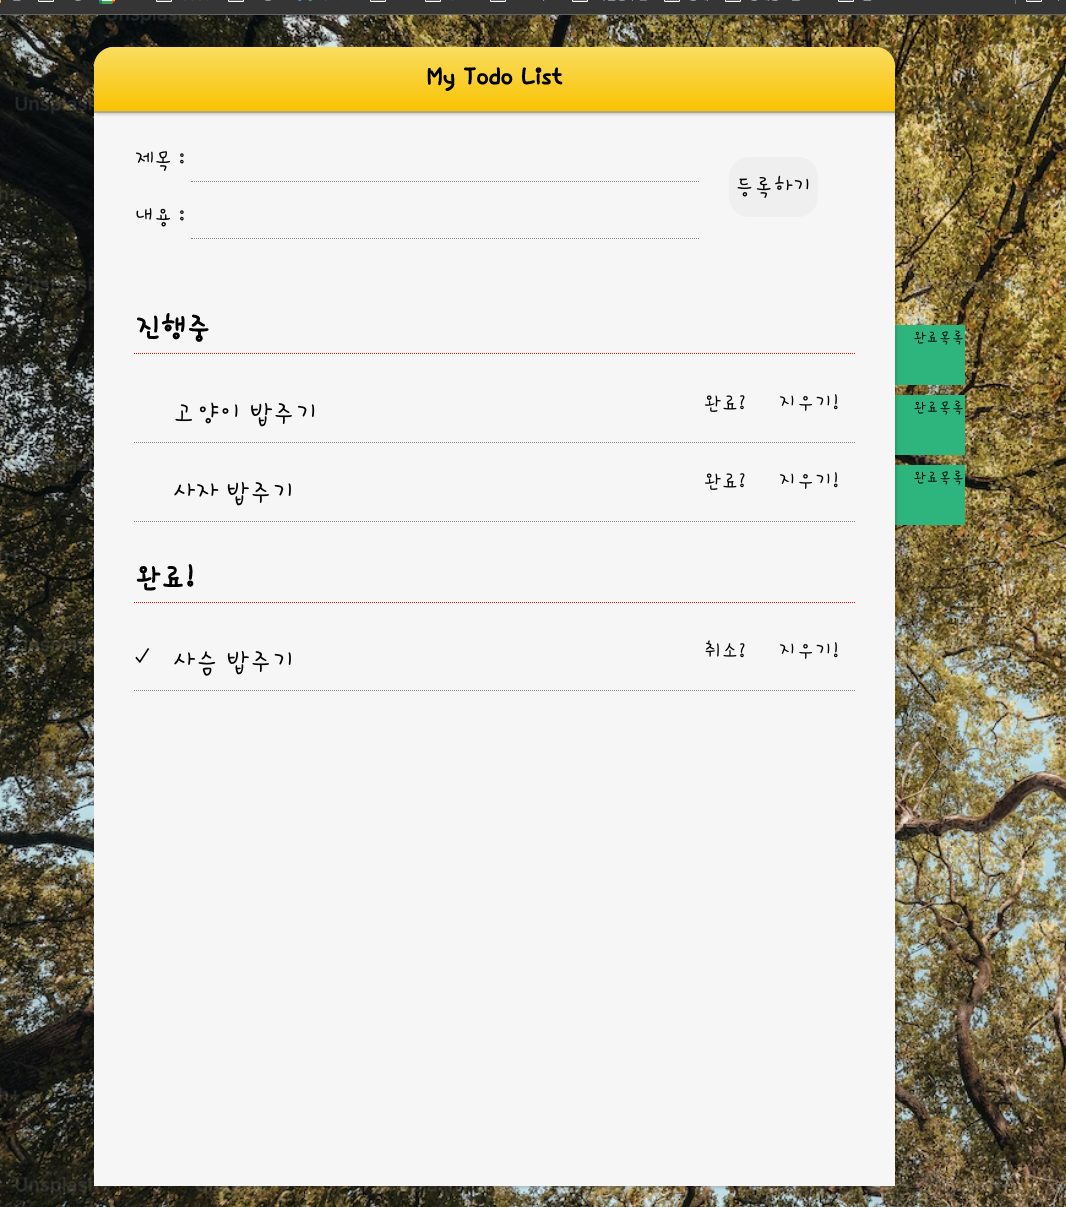 My Todo List
제목 :
등록하기
내용 :
진행중
완료목록
고양이 밥주기 완료? 지우기!
완료목록
사자 밥주기 완료? 지우기!
완료목록
완료!
✓ 사슴 밥주기 취소? 지우기!